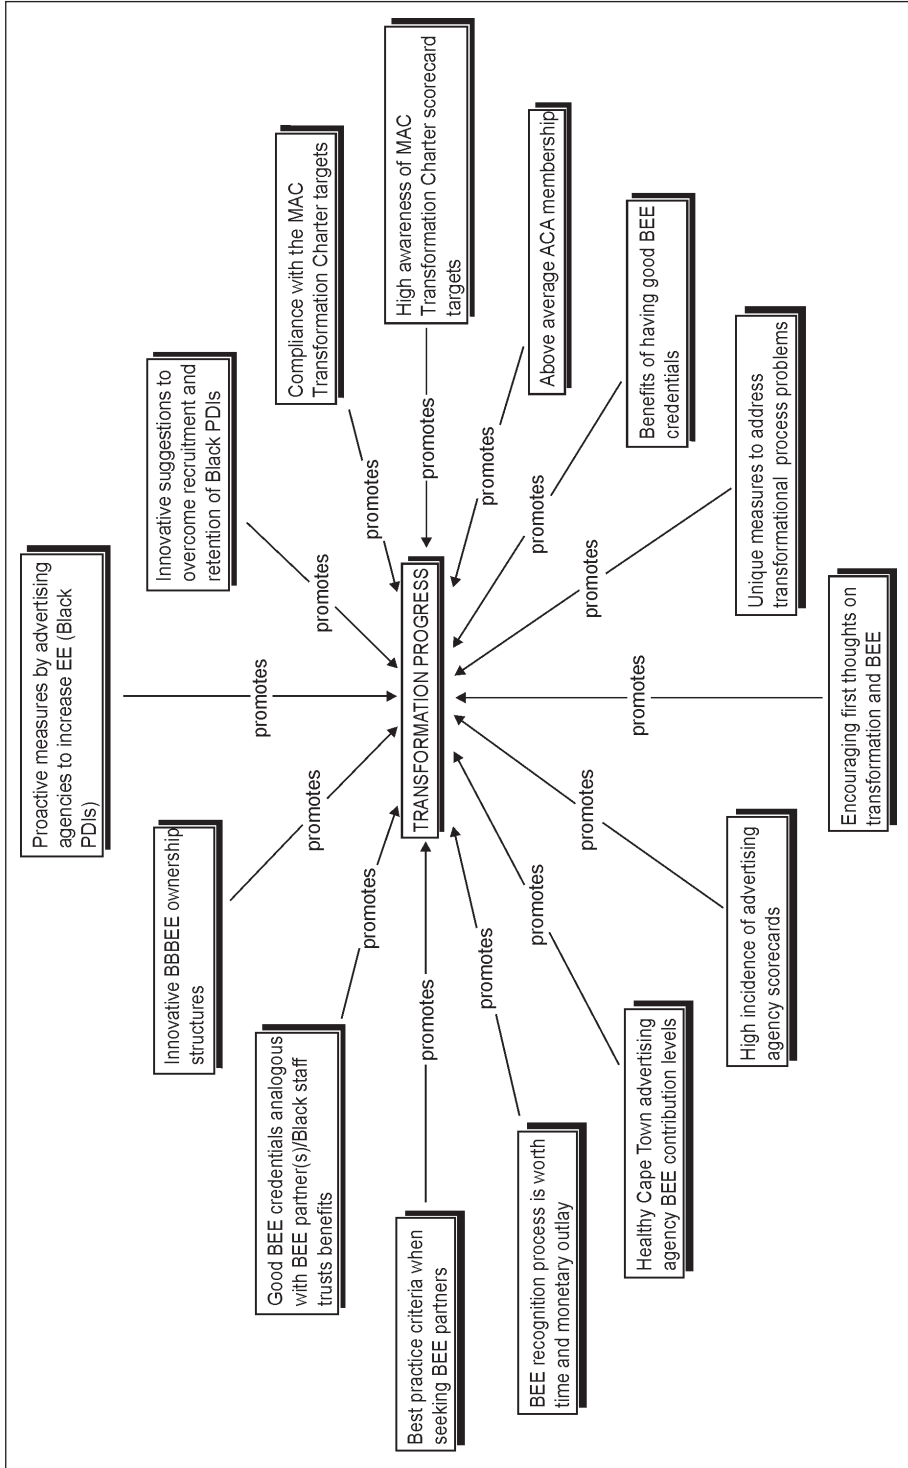 Proactive measures by advertising
agencies to increase EE (Black
PDIs)
promotes
Innovative BBBEE ownership
structures
promotes
Innovative suggestions to
overcome recruitment and
retention of Black PDIs
promotes
Good BEE credentials analogous
with BEE partner(s)/Black staff
trusts benefits
promotes
Compliance with the MAC
Transformation Charter targets
promotes
Best practice criteria when
seeking BEE partners
promotes
TRANSFORMATION PROGRESS
promotes
High awareness of MAC
Transformation Charter scorecard
targets
BEE recognition process is worth
time and monetary outlay
promotes
Above average ACA membership
promotes
Healthy Cape Town advertising
agency BEE contribution levels
promotes
Benefits of having good BEE
credentials
promotes
High incidence of advertising
agency scorecards
promotes
Unique measures to address
transformational process problems
promotes
Encouraging first thoughts on
transformation and BEE
promotes